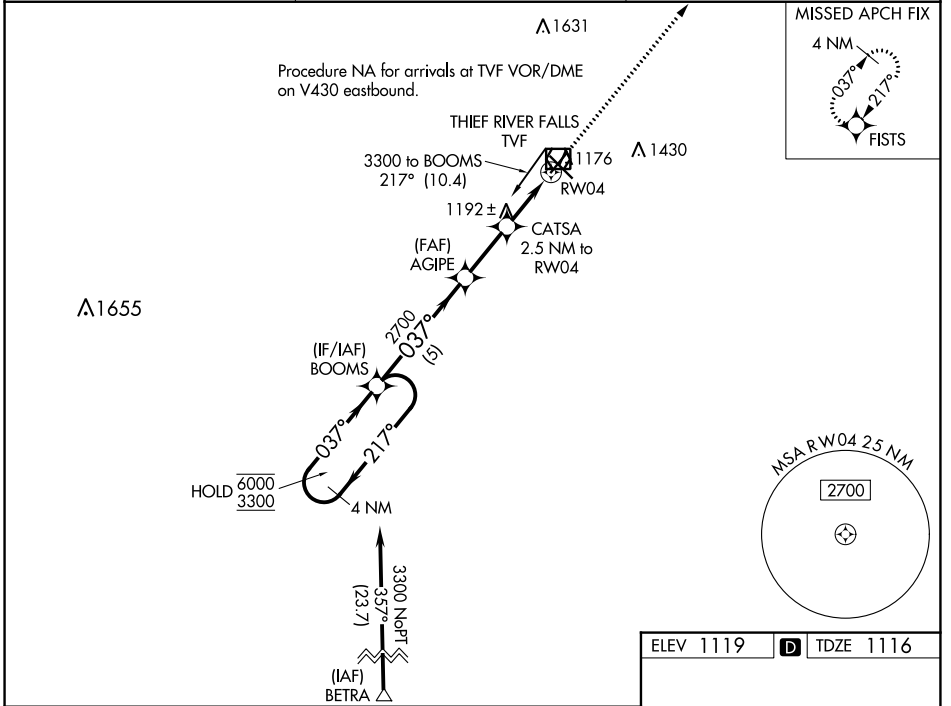 1631
MISSED APCH FIX
4 NM
037°
217°
FISTS
Procedure NA for arrivals at TVF VOR/DME
on V430 eastbound.
THIEF RIVER FALLS
TVF
3300 to BOOMS
217° (10.4)
1176
1430
RW04
1192 ±
CATSA
2.5 NM to
RW04
(FAF)
AGIPE
1655
2700
037°
(5)
(IF/IAF)
BOOMS
037°
217°
HOLD 6000
3300
4 NM
MSA RW04 25 NM
2700
3300 NoPT
357°
(23.7)
(IAF)
BETRA
ELEV 1119 D TDZE 1116